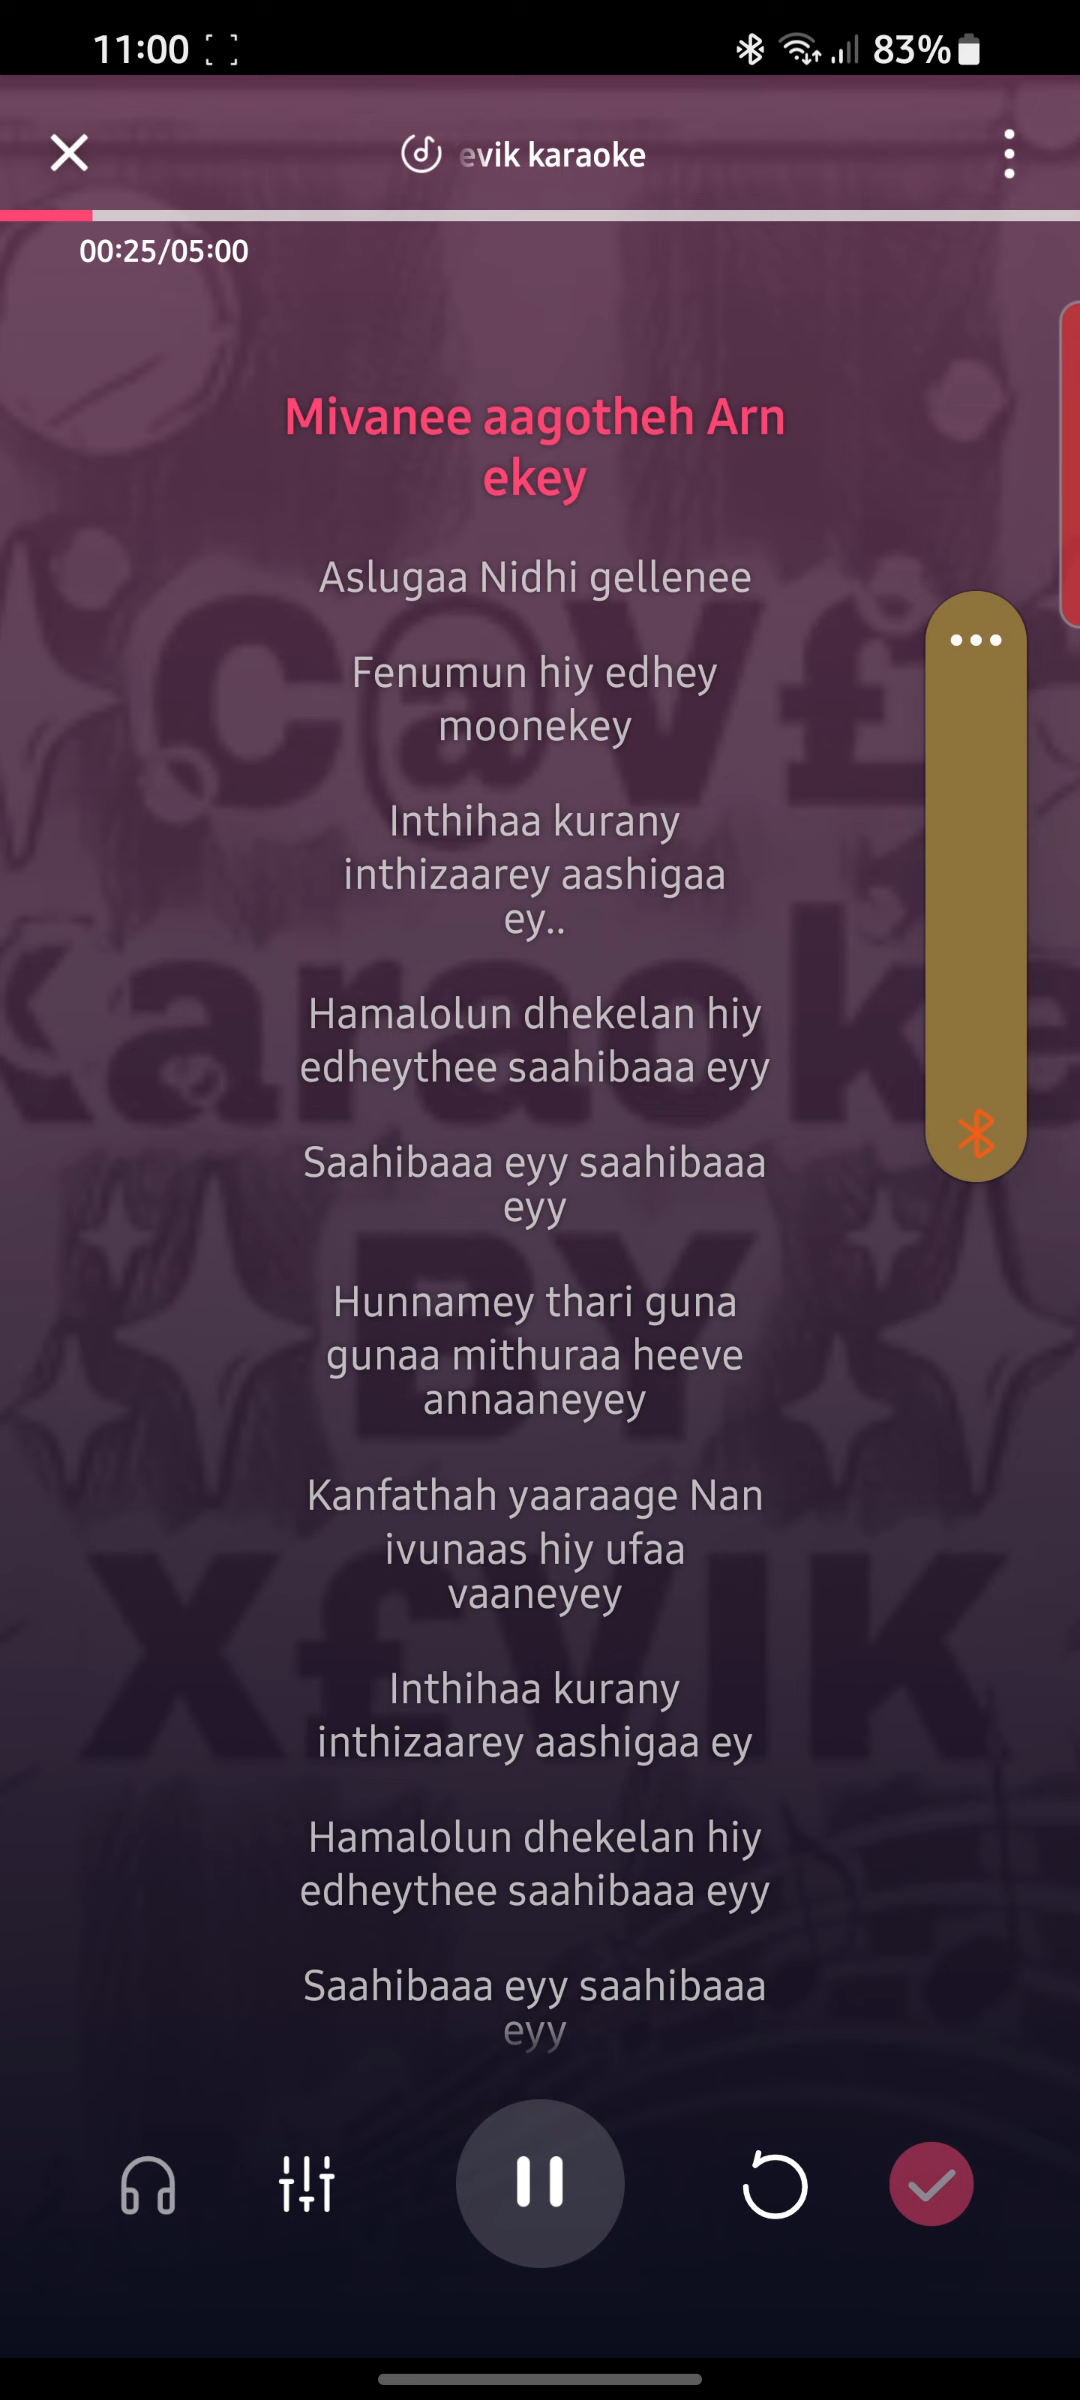 11:00 83%
evik karaoke
00:25/05:00
Mivanee aagotheh Arn
ekey
Aslugaa Nidhi gellenee
Fenumun hiy edhey
moonekey
Inthihaa kurany
inthizaarey aashigaa
ey..
Hamalolun dhekelan hiy
edheythee saahibaaa eyy
Saahibaaa eyy saahibaaa
eyy
Hunnamey thari guna
gunaa mithuraa heeve
annaaneyey
Kanfathah yaaraage Nan
ivunaas hiy ufaa
vaaneyey
Inthihaa kurany
inthizaarey aashigaa ey
Hamalolun dhekelan hiy
edheythee saahibaaa eyy
Saahibaaa eyy saahibaaa
eyy
C@V£
Karaoke
BY
X£VIK